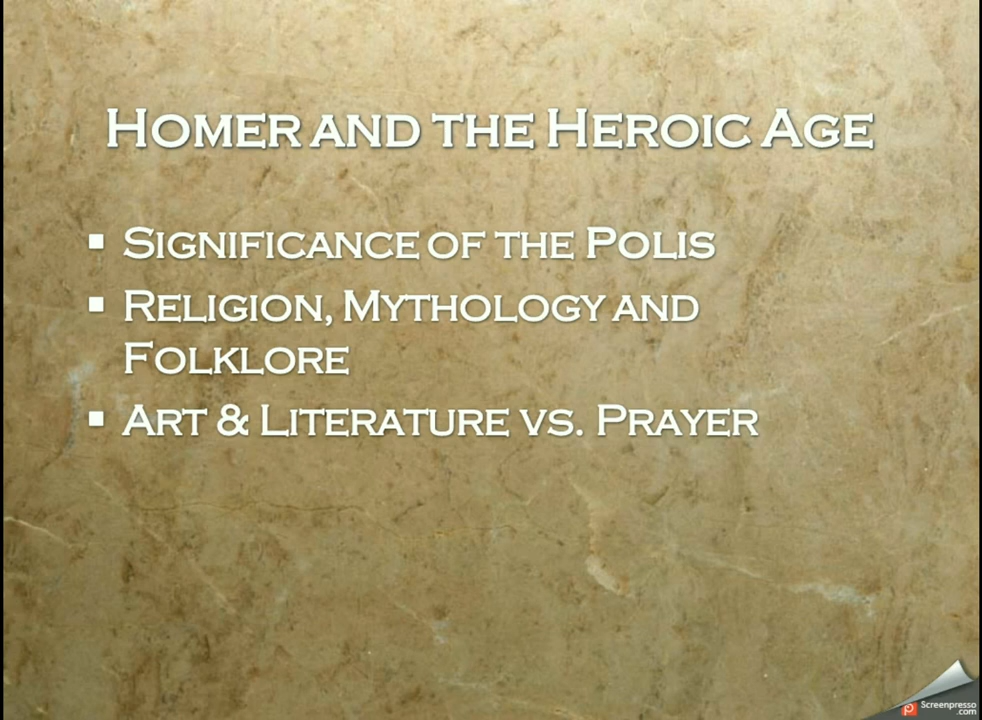 Homer and the Heroic Age
▪ Significance of the Polis
▪ Religion, Mythology and
Folklore
▪ Art & Literature vs. Prayer
Screenpresso
.com